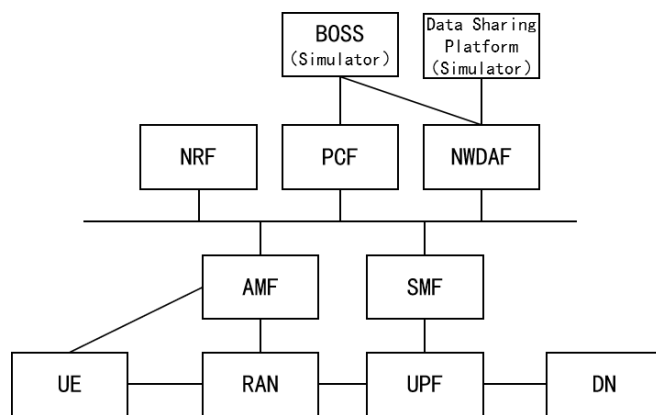 BOSS
(Simulator)
Data Sharing
Platform
(Simulator)
NRF
PCF
NWDAF
AMF
SMF
UE
RAN
UPF
DN